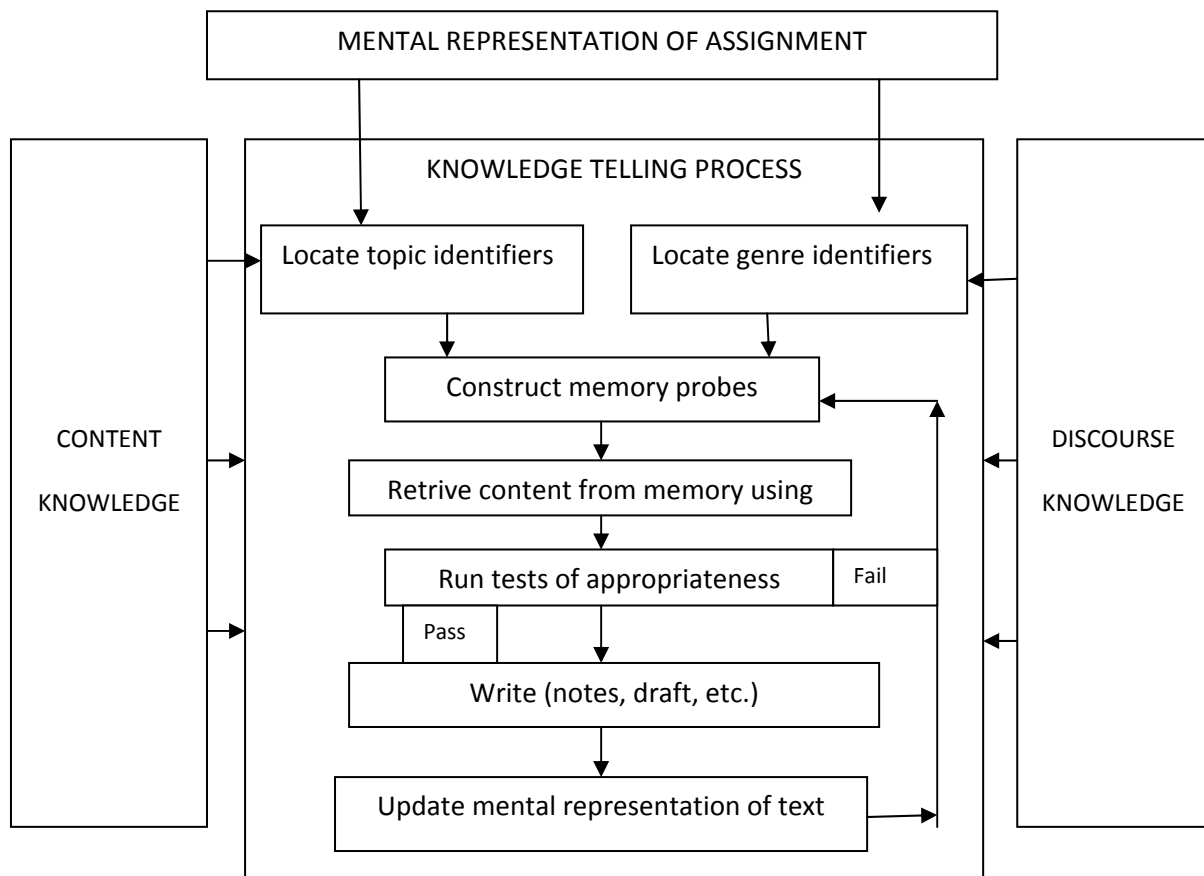 MENTAL REPRESENTATION OF ASSIGNMENT
KNOWLEDGE TELLING PROCESS
Locate topic identifiers
Locate genre identifiers
Construct memory probes
CONTENT
KNOWLEDGE
DISCOURSE
KNOWLEDGE
Retrive content from memory using
Run tests of appropriateness
Fail
Pass
Write (notes, draft, etc.)
Update mental representation of text